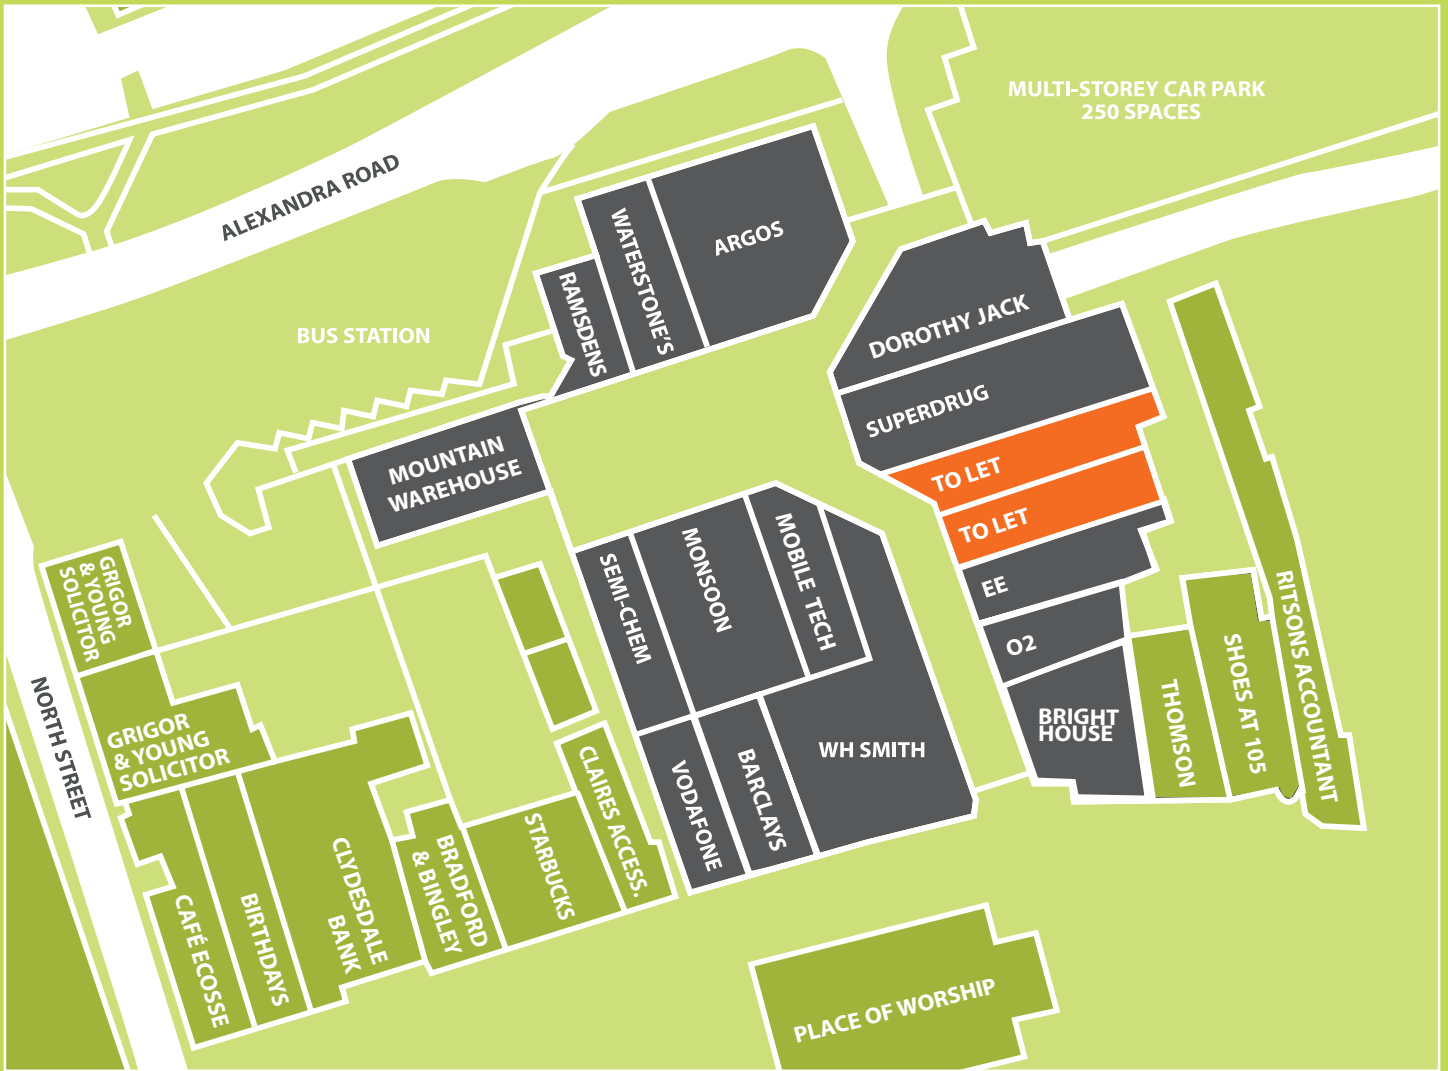 MULTI-STOREY CAR PARK
250 SPACES
ALEXANDRA ROAD
BUS STATION
WATERSTONE'S
ARGOS
RAMSDENS
MOUNTAIN
WAREHOUSE
DOROTHY JACK
SUPERDRUG
TO LET
TO LET
EE
O2
BRIGHT
HOUSE
THOMSON
SHOES AT 105
RITSONS ACCOUNTANT
SEMI-CHEM
MONSOON
MOBILE TECH
WH SMITH
VODAFONE
BARCLAYS
GRIGOR
& YOUNG
SOLICITOR
NORTH STREET
GRIGOR
& YOUNG
SOLICITOR
CAFÉ ECOSSE
BIRTHDAYS
CLYDESDALE
BANK
BRADFORD
& BINGLEY
STARBUCKS
CLAIRES ACCESS.
PLACE OF WORSHIP